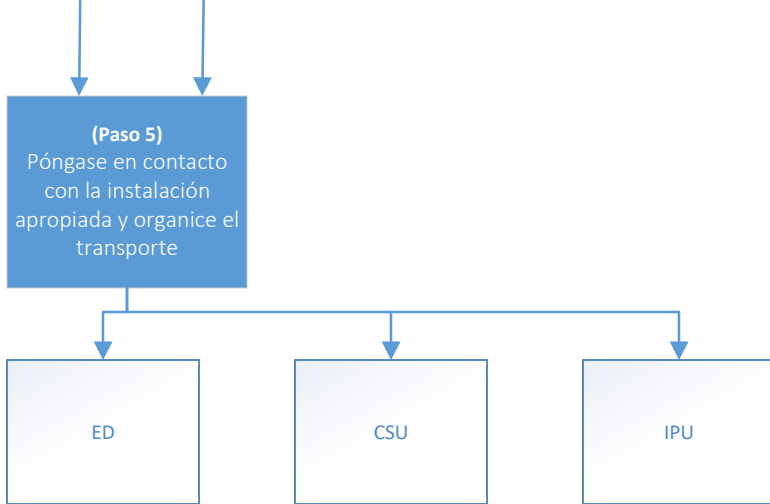 (Paso 5)
Póngase en contacto
con la instalación
apropiada y organice el
transporte
ED
CSU
IPU